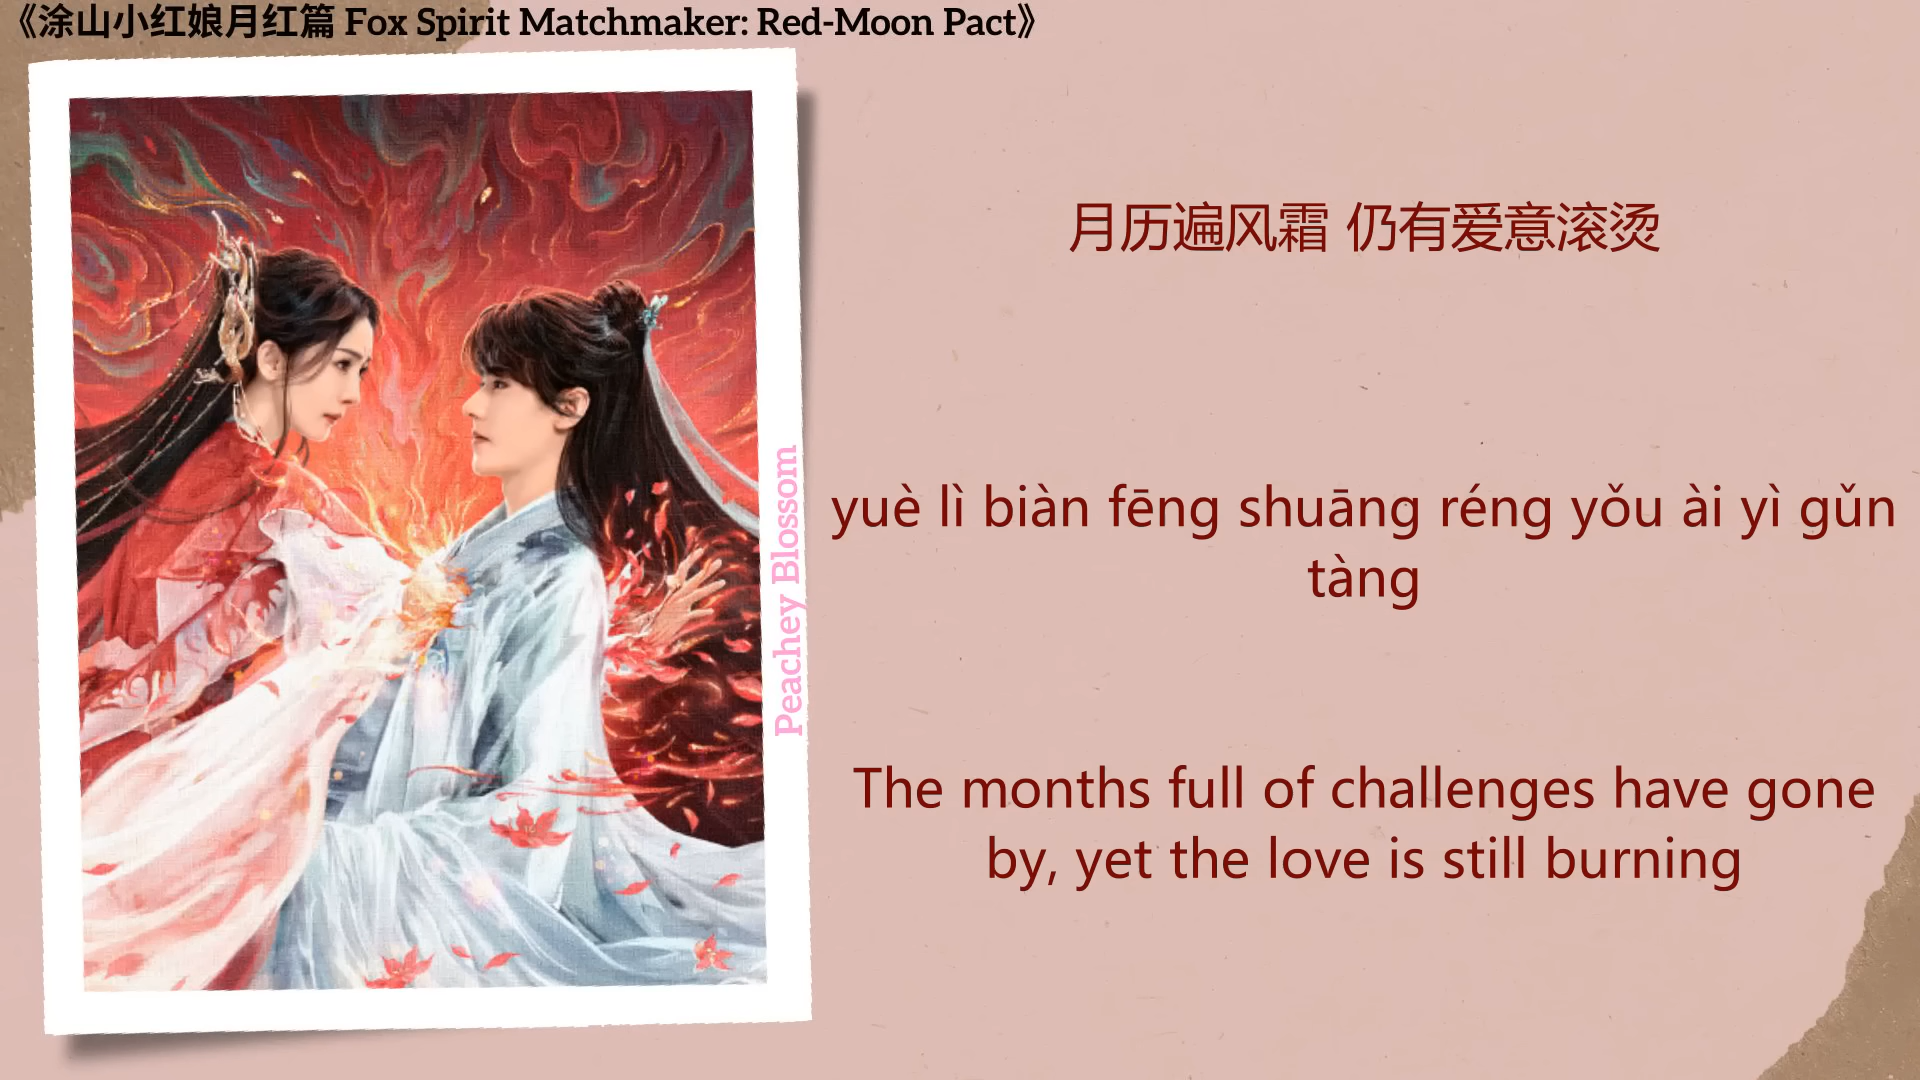 《涂山小红娘月红篇 Fox Spirit Matchmaker: Red-Moon Pact》
月历遍风霜 仍有爱意滚烫
yuè lì biàn fēng shuāng réng yǒu ài yì gǔn
tàng
The months full of challenges have gone
by, yet the love is still burning
Peachey Blossom